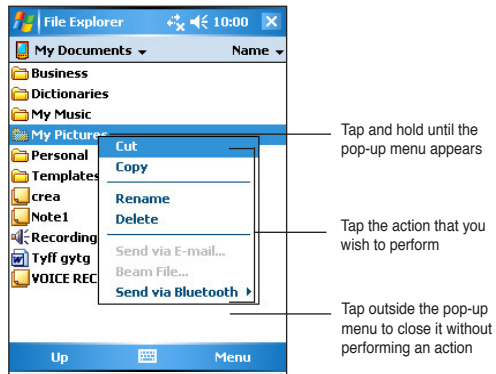 File Explorer 10:00
My Documents Name
Business
Dictionaries
My Music
My Pictures
Personal
Templates
crea
Note1
Recording
Tyff gytg
VOICE REC
Cut
Copy
Rename
Delete
Send via E-mail...
Beam File...
Send via Bluetooth
Up Menu
Tap and hold until the
pop-up menu appears
Tap the action that you
wish to perform
Tap outside the pop-up
menu to close it without
performing an action